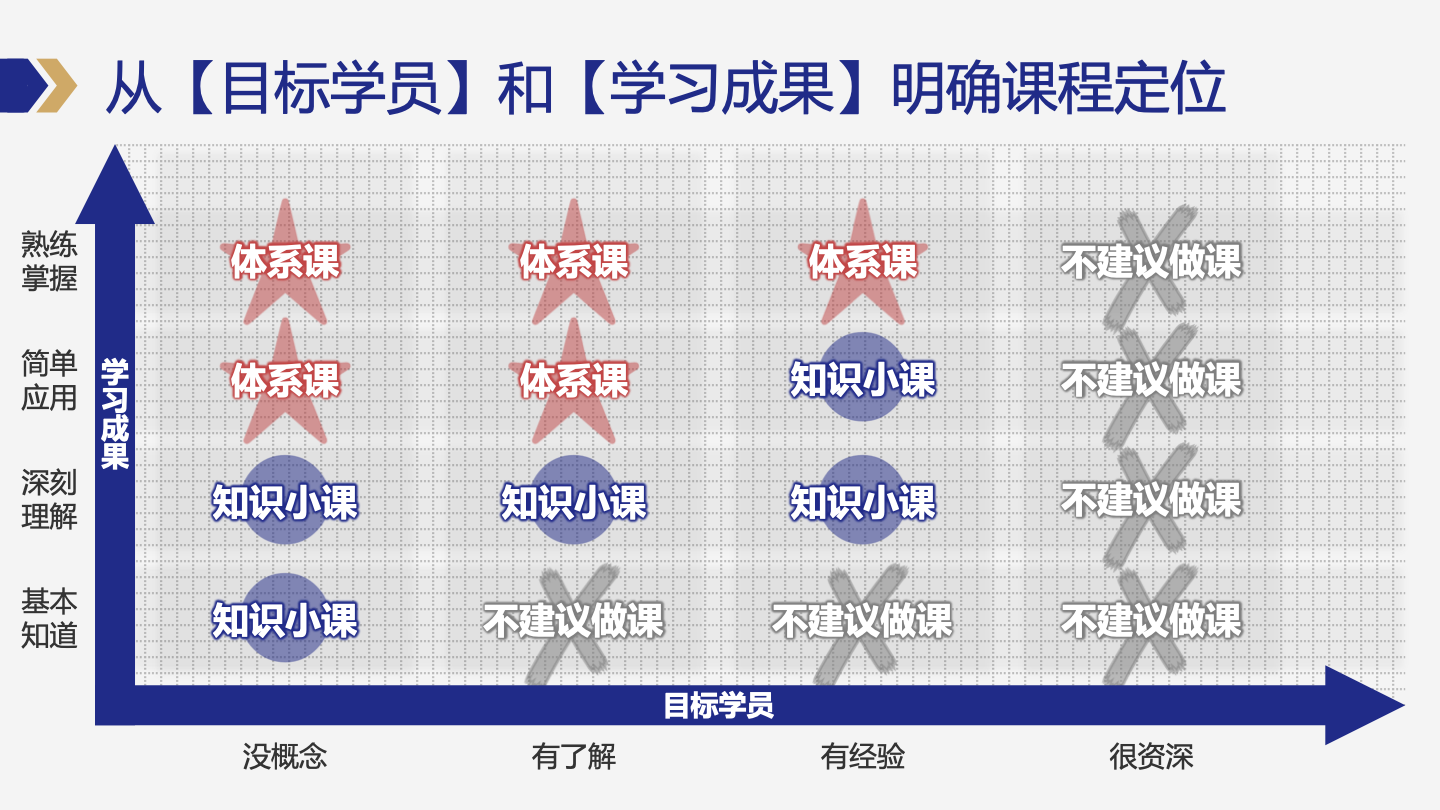 从【目标学员】和【学习成果】明确课程定位
熟练
掌握
体系课
体系课
体系课
不建议做课
简单
应用
体系课
体系课
知识小课
不建议做课
学习成果
深刻
理解
知识小课
知识小课
知识小课
不建议做课
基本
知道
知识小课
不建议做课
不建议做课
不建议做课
目标学员
没概念
有了解
有经验
很资深